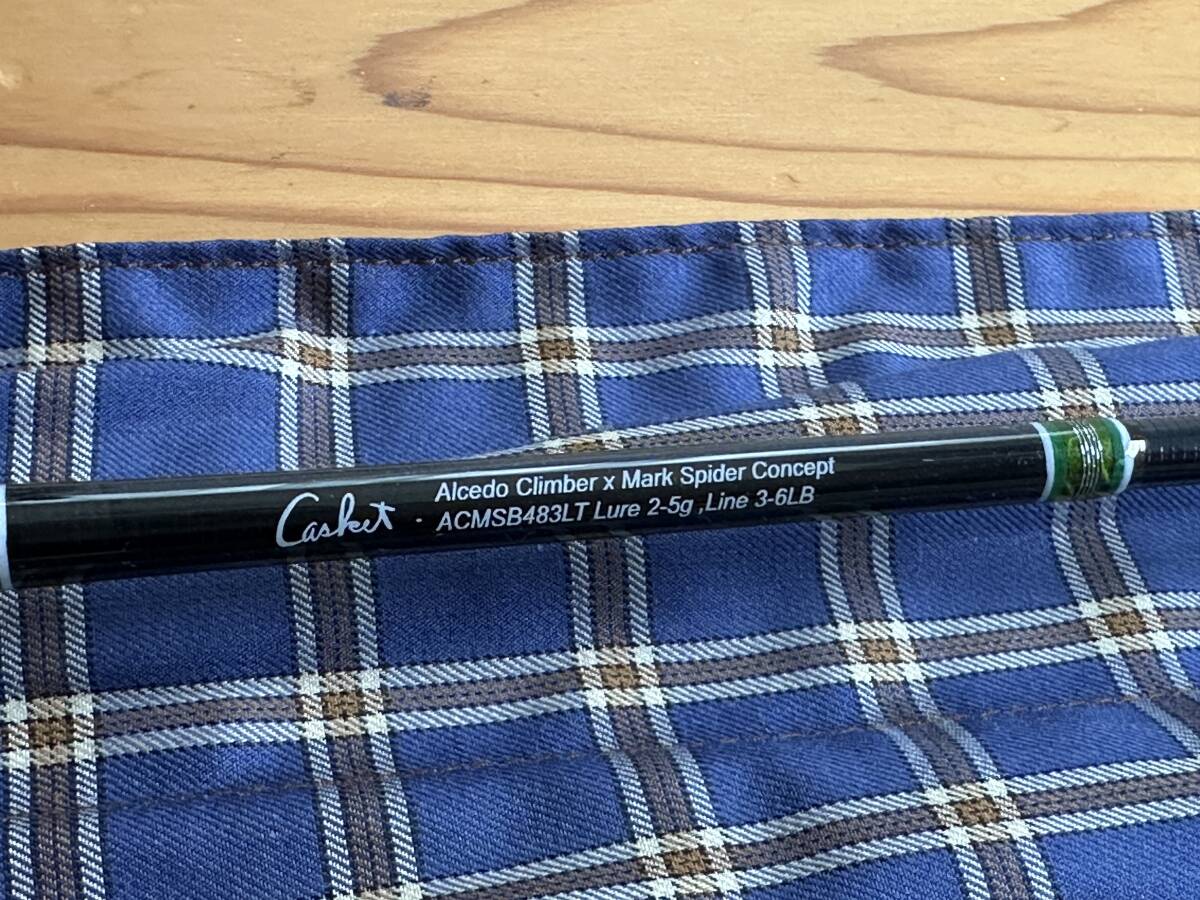 Casket
Alcedo Climber x Mark Spider Concept
· ACMSB483LT Lure 2-5g ,Line 3-6LB